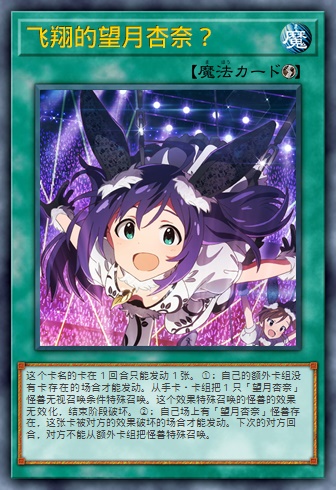 飞翔的望月杏奈？
魔
【魔法カード】
这个卡名的卡在１回合只能发动１张。①：自己的额外卡组没
有卡存在的场合才能发动。从手卡·卡组把１只「望月杏奈」
怪兽无视召唤条件特殊召唤。这个效果特殊召唤的怪兽的效果
无效化，结束阶段破坏。②：自己场上有「望月杏奈」怪兽存
在，这张卡被对方的效果破坏的场合才能发动。下次的对方回
合，对方不能从额外卡组把怪兽特殊召唤。